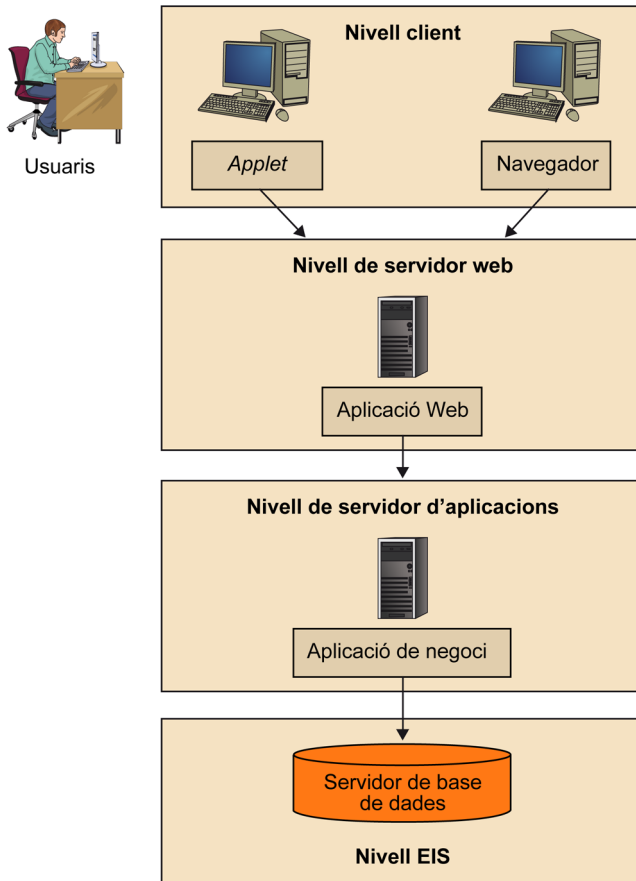 Nivell client
Usuaris
Applet
Navegador
Nivell de servidor web
Aplicació Web
Nivell de servidor d'aplicacions
Aplicació de negoci
Servidor de base
de dades
Nivell EIS